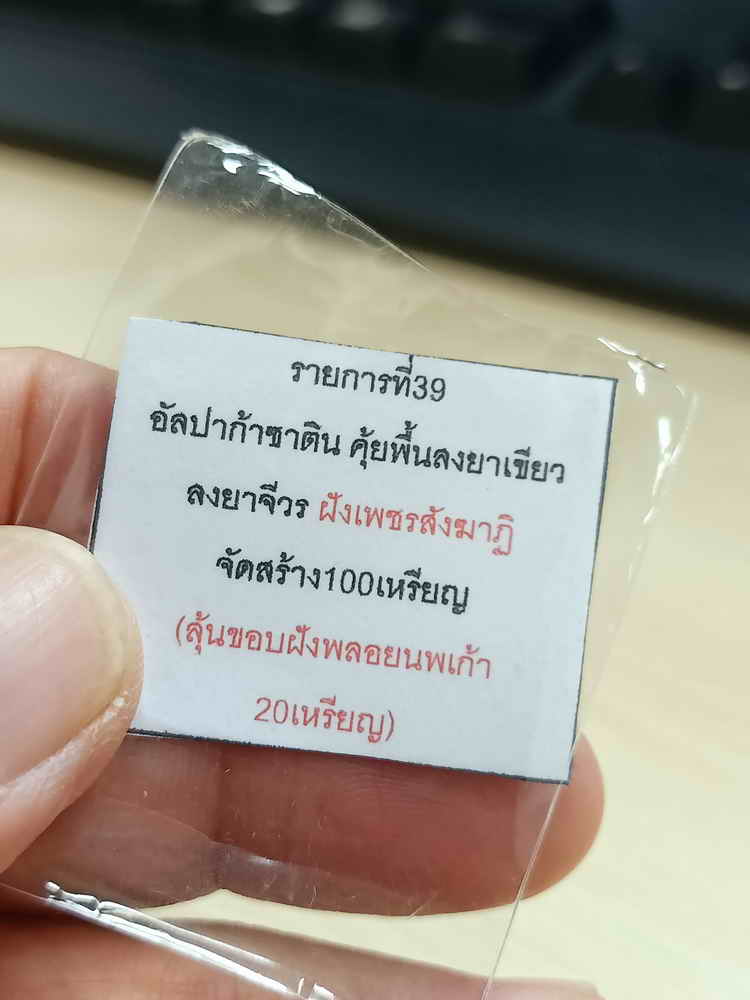 รายการที่39
อัลปาก้าซาติน คุ้ยพื้นลงยาเขียว
ลงยาจีวร ฝังเพชรสังฆาฏิ
จัดสร้าง100เหรียญ
(ลุ้นขอบฝังพลอยนพเก้า
20เหรียญ)